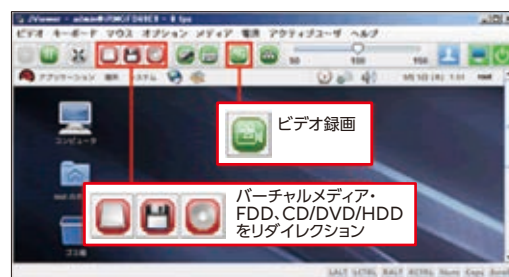 ビデオ キーボード マウス オプション メディア 電源 アクティブユーザ ヘルプ
50 100 150
アプリケーション 場所 システム
コンピュータ
ビデオ録画
バーチャルメディア・
FDD、CD/DVD/HDD
をリダイレクション
ゴミ箱
LALT LCTRL RALT RCTRL Num Caps